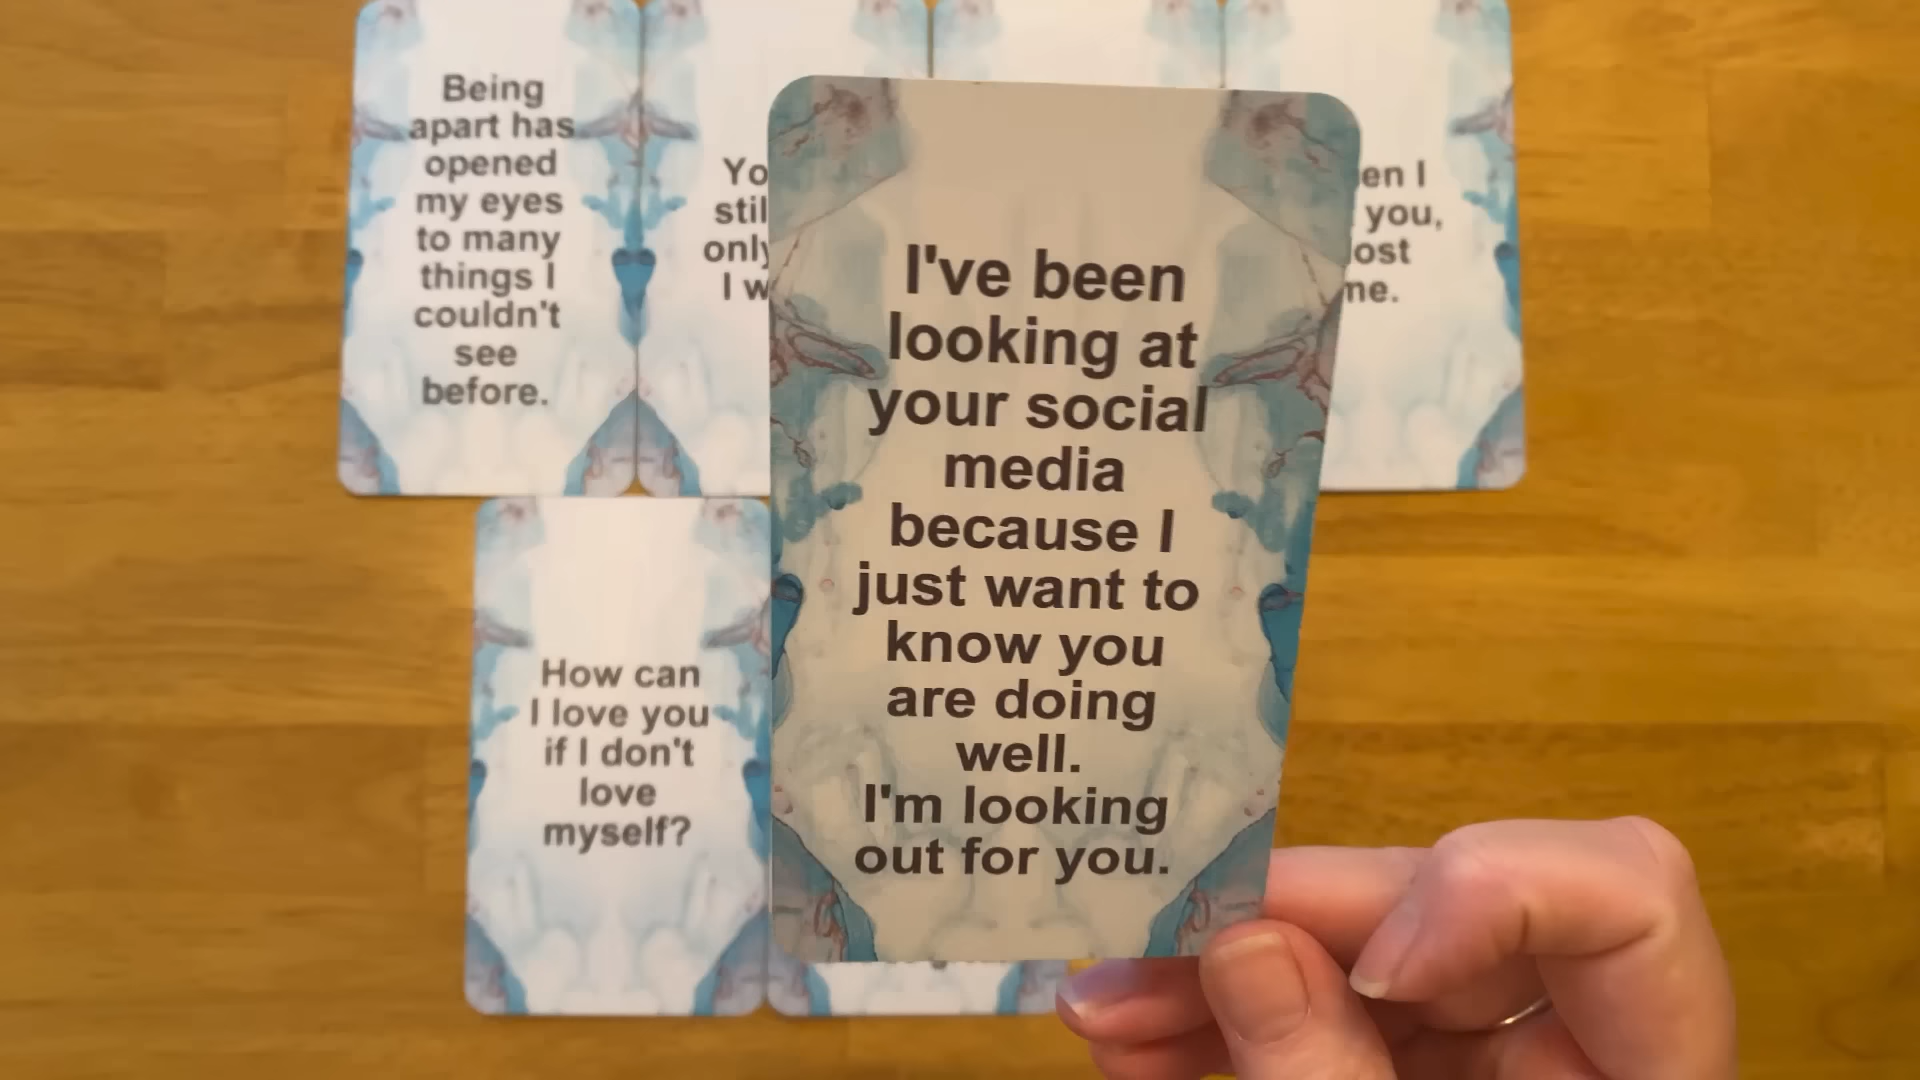 Being
apart has
opened
my eyes
to many
things I
couldn't
see
before.
I've been
looking at
your social
media
because I
just want to
know you
are doing
well.
I'm looking
out for you.
I
you,
How can
I love you
if I don't
love
myself?